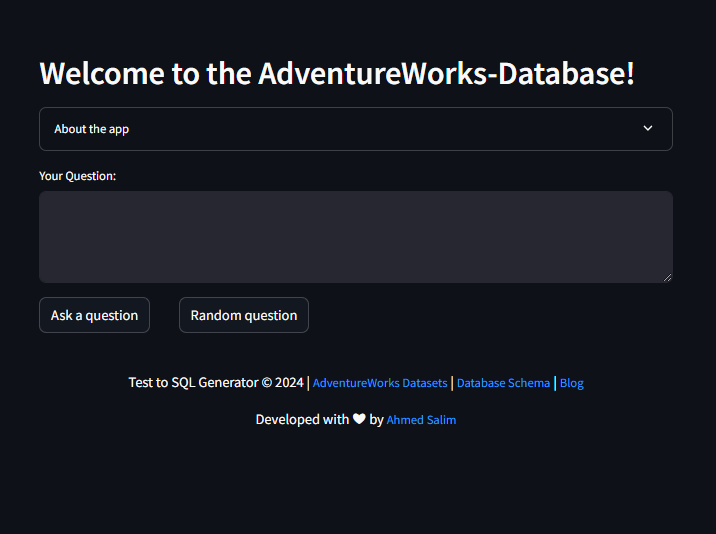 Welcome to the AdventureWorks-Database!
About the app
Your Question:
Ask a question Random question
Test to SQL Generator © 2024 | AdventureWorks Datasets | Database Schema | Blog
Developed with ❤ by Ahmed Salim